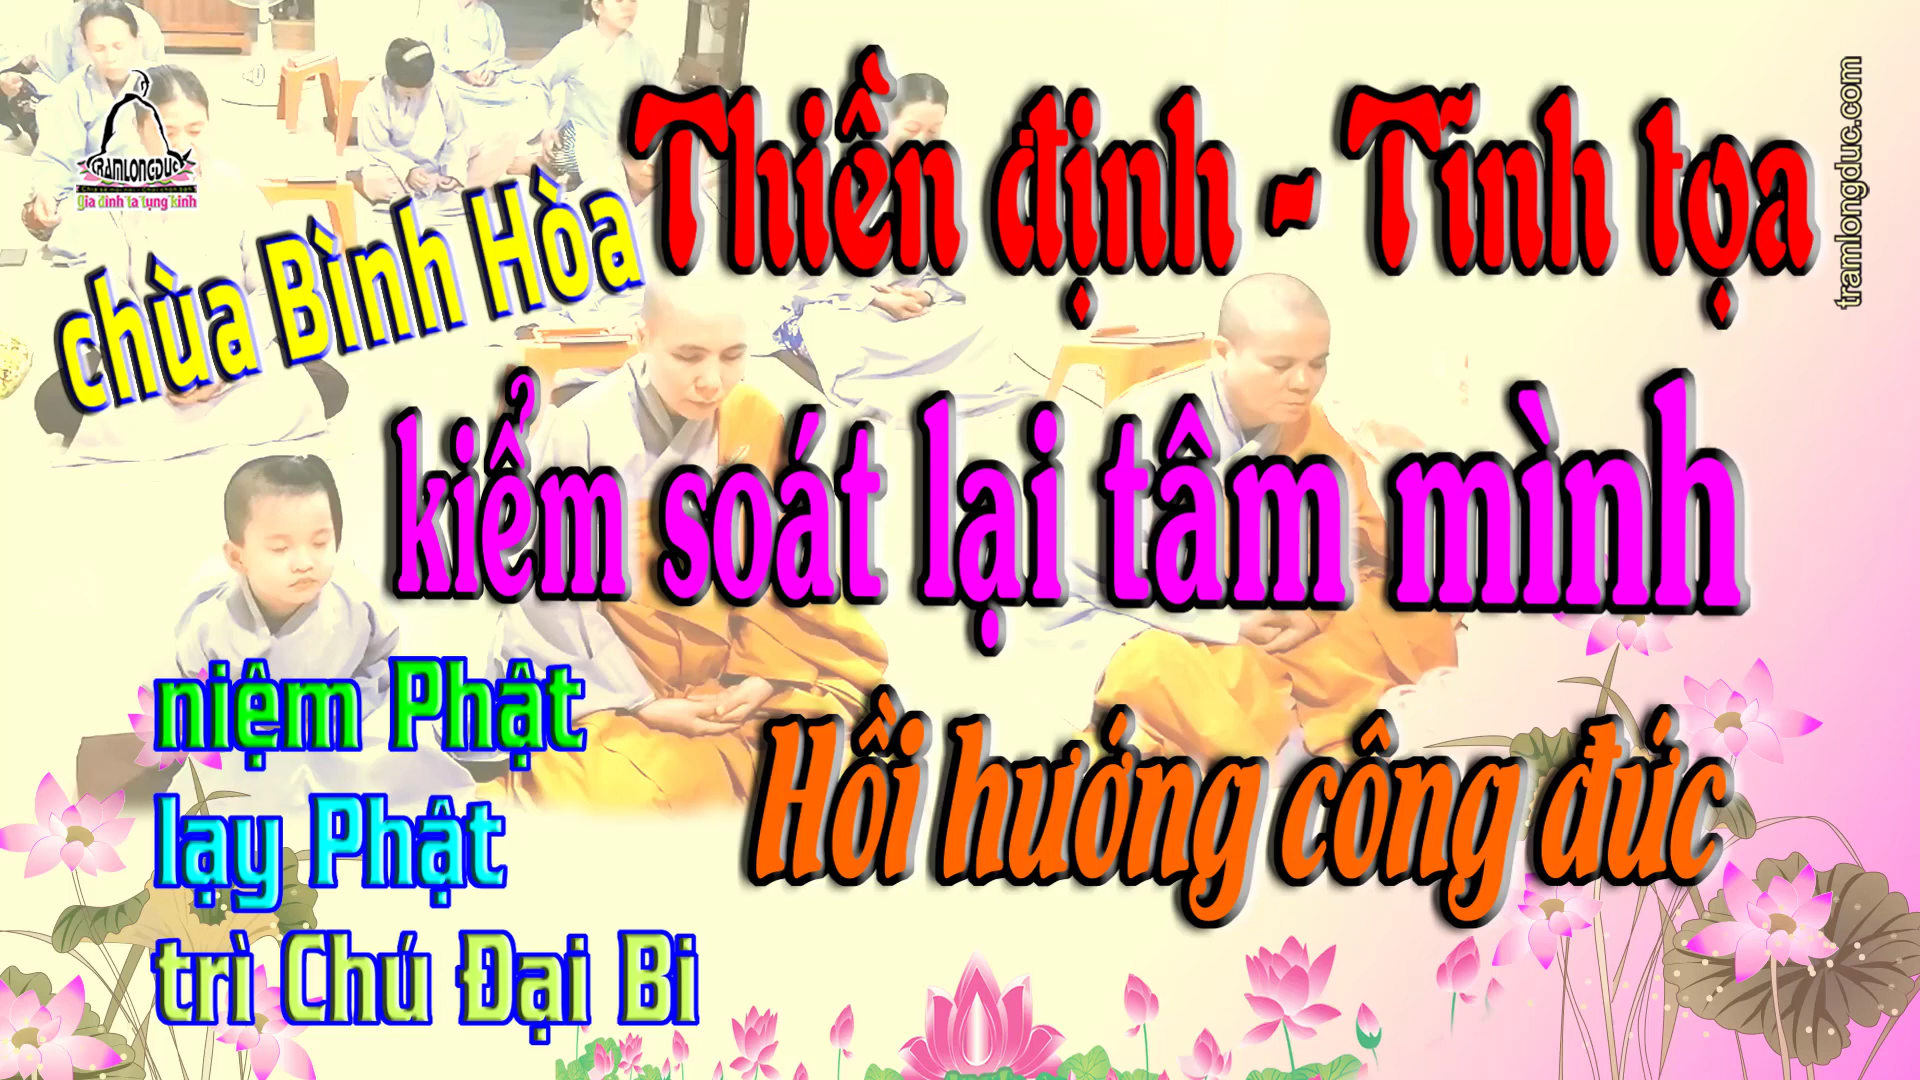 Thiền định - Tĩnh tọa
tramlongduc.com
TRAMLONGDUC
gia đình ta tụng kinh
chùa Bình Hòa
kiểm soát lại tâm mình
niệm Phật
Hồi hướng công đức
lạy Phật
trì Chú Đại Bi